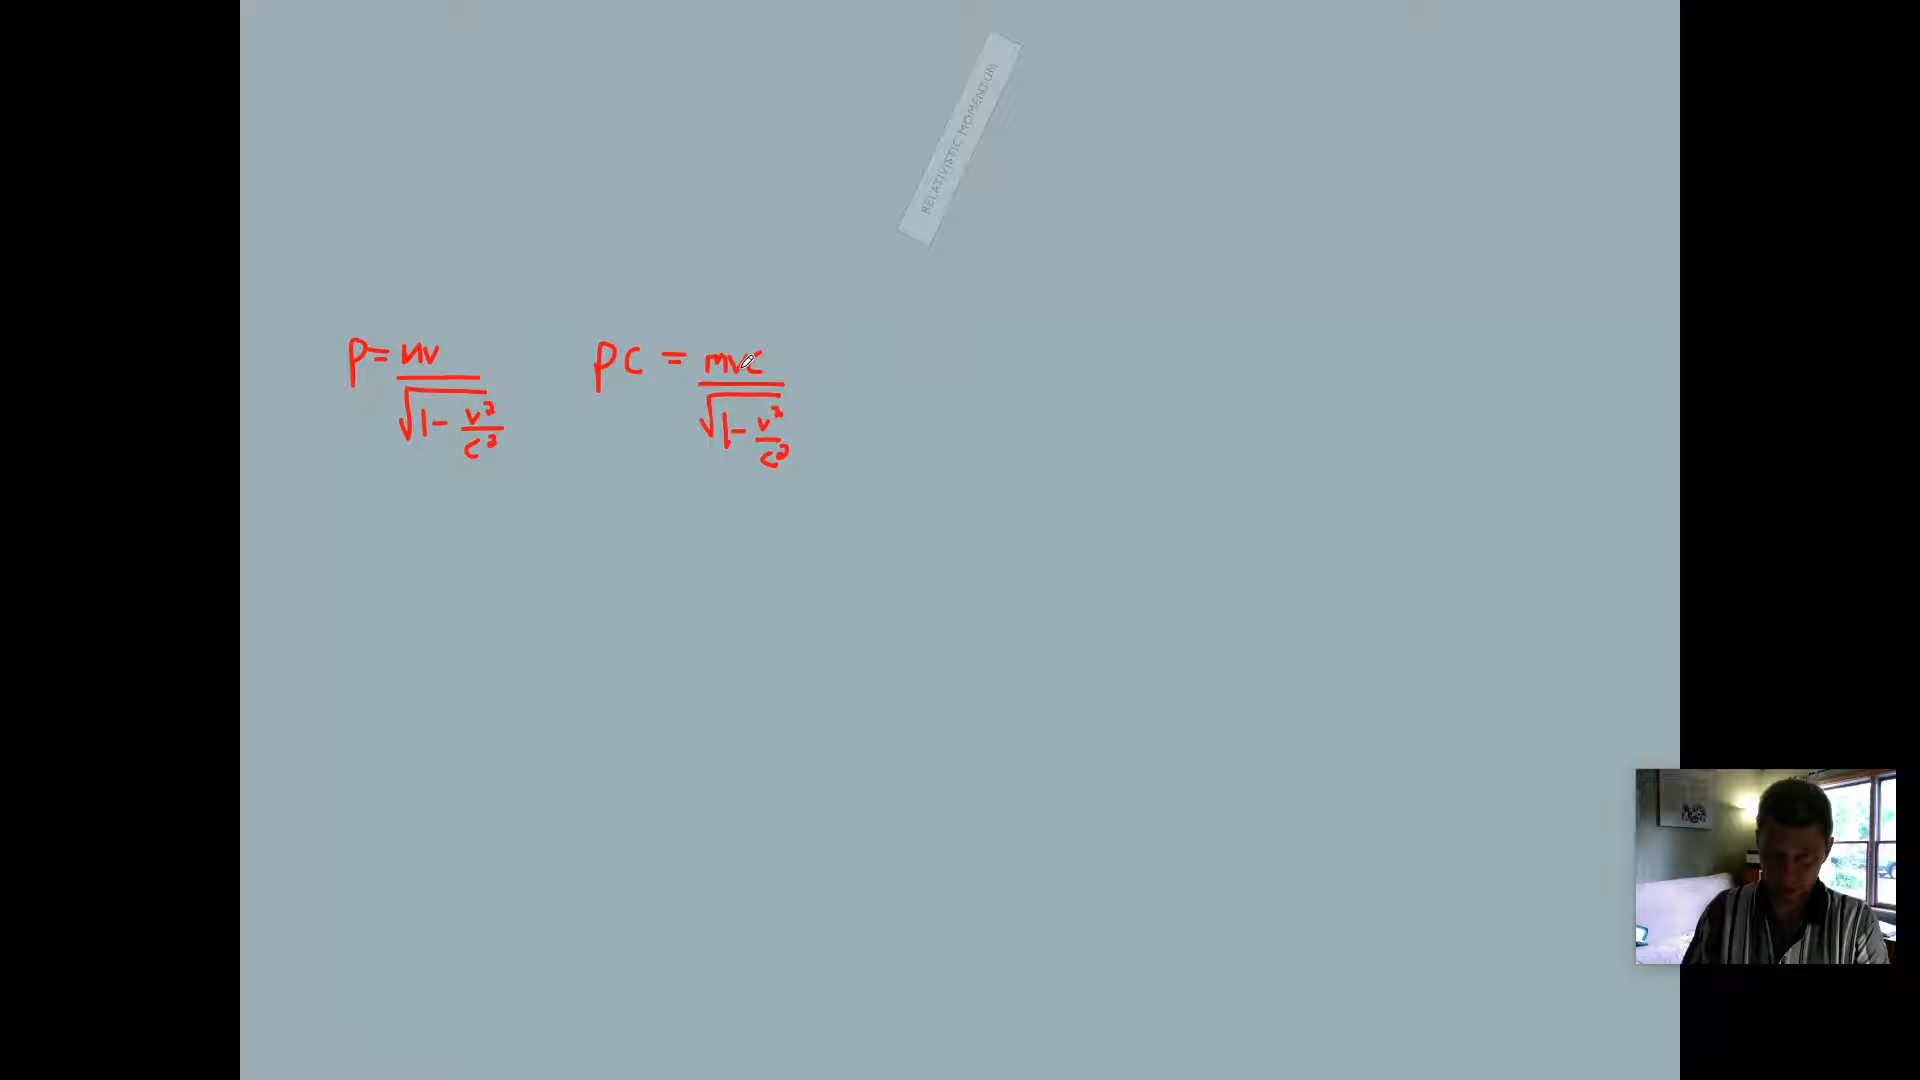 RELATIVISTIC MOMENTUM
P = mv / √(1 - v²/c²)
PC = mvc / √(1 - v²/c²)